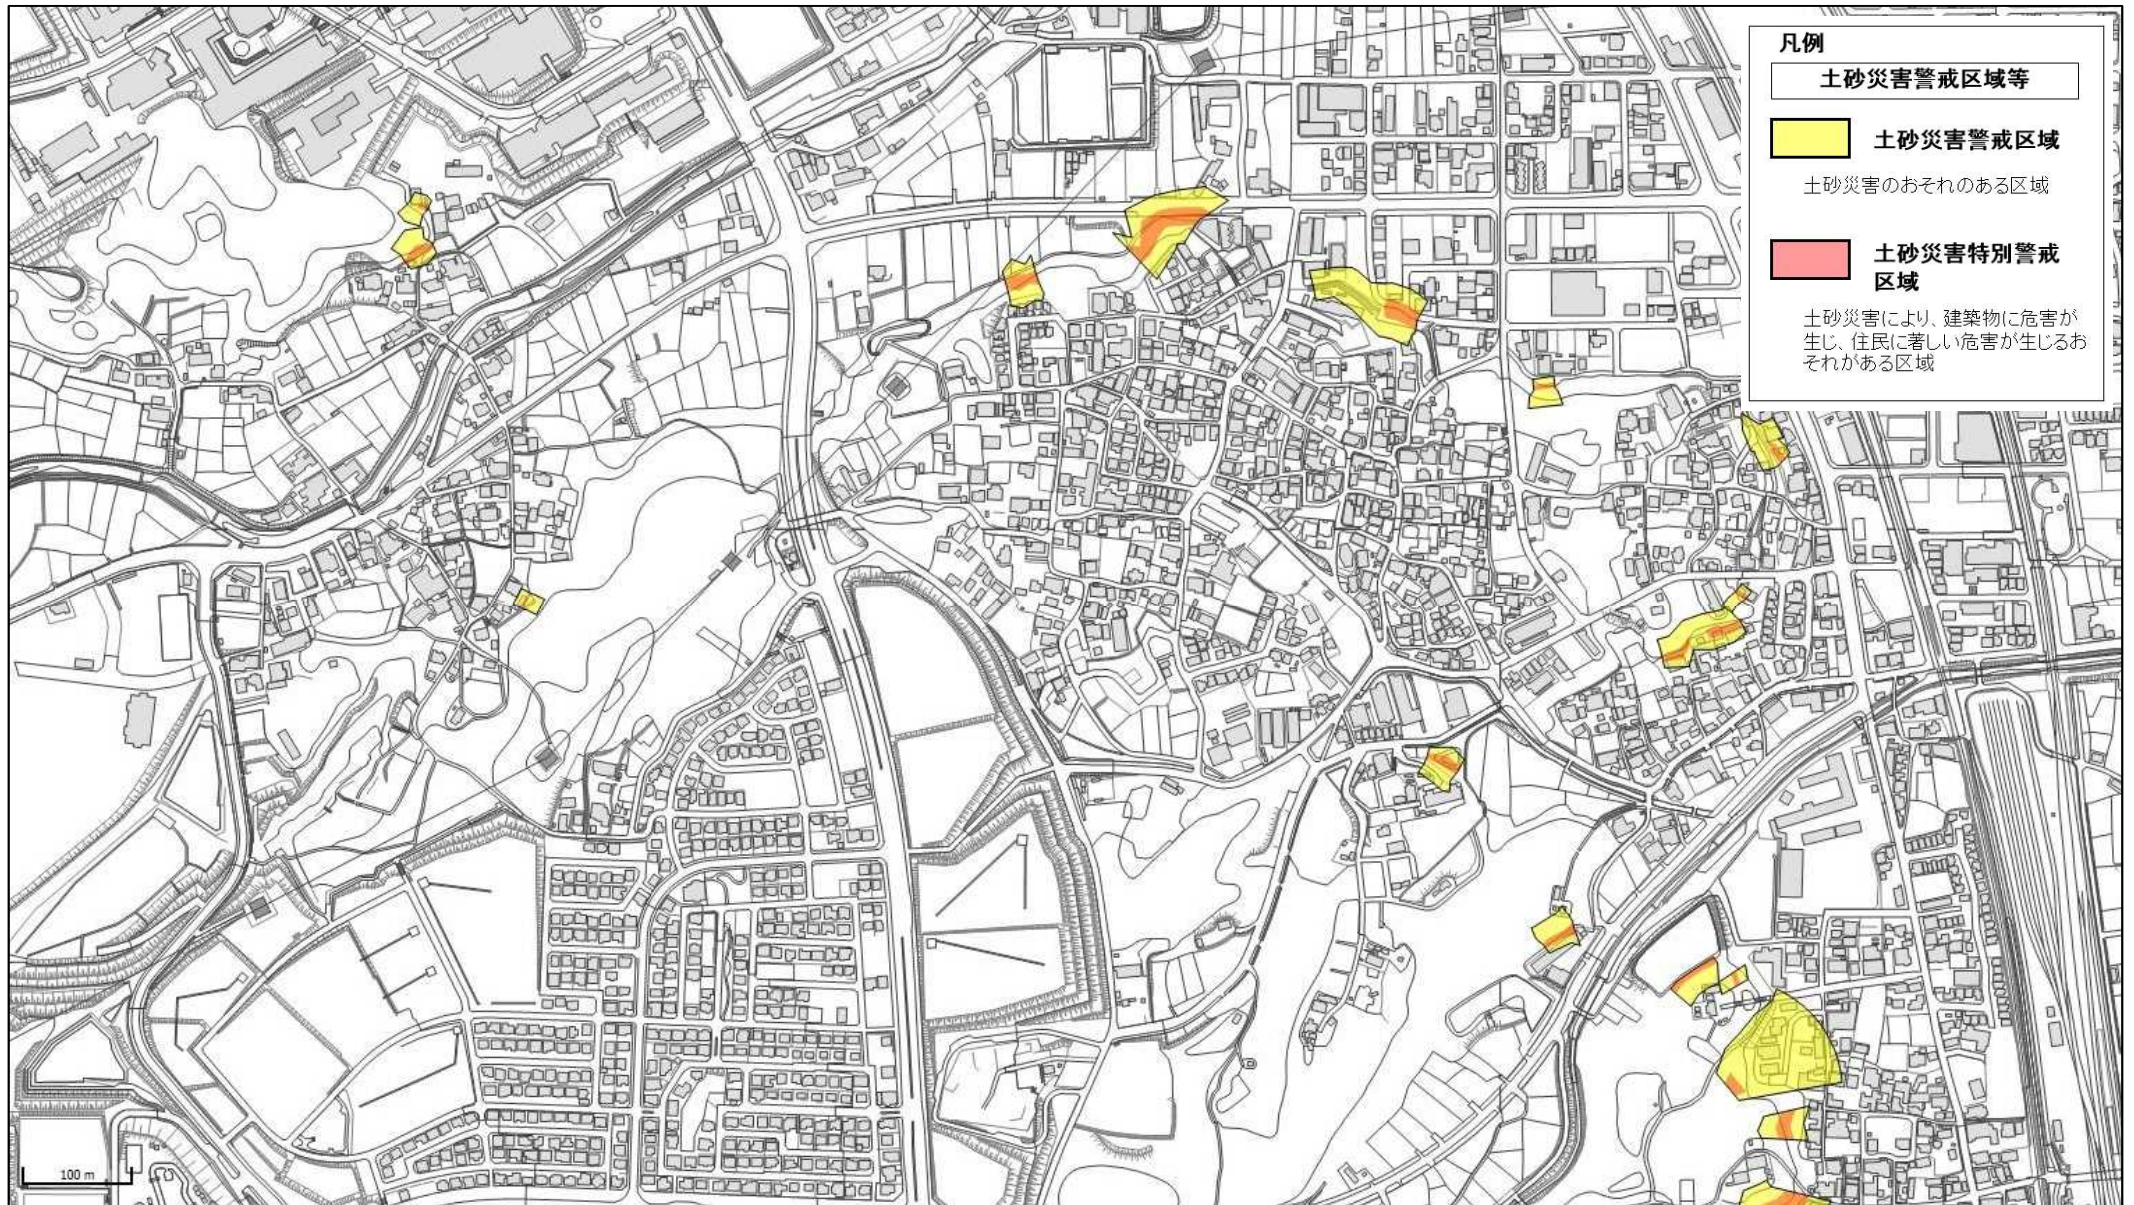 凡例
土砂災害警戒区域等
土砂災害警戒区域
土砂災害のおそれのある区域
土砂災害特別警戒
区域
土砂災害により、建築物に危害が
生じ、住民に著しい危害が生じるお
それがある区域
100 m